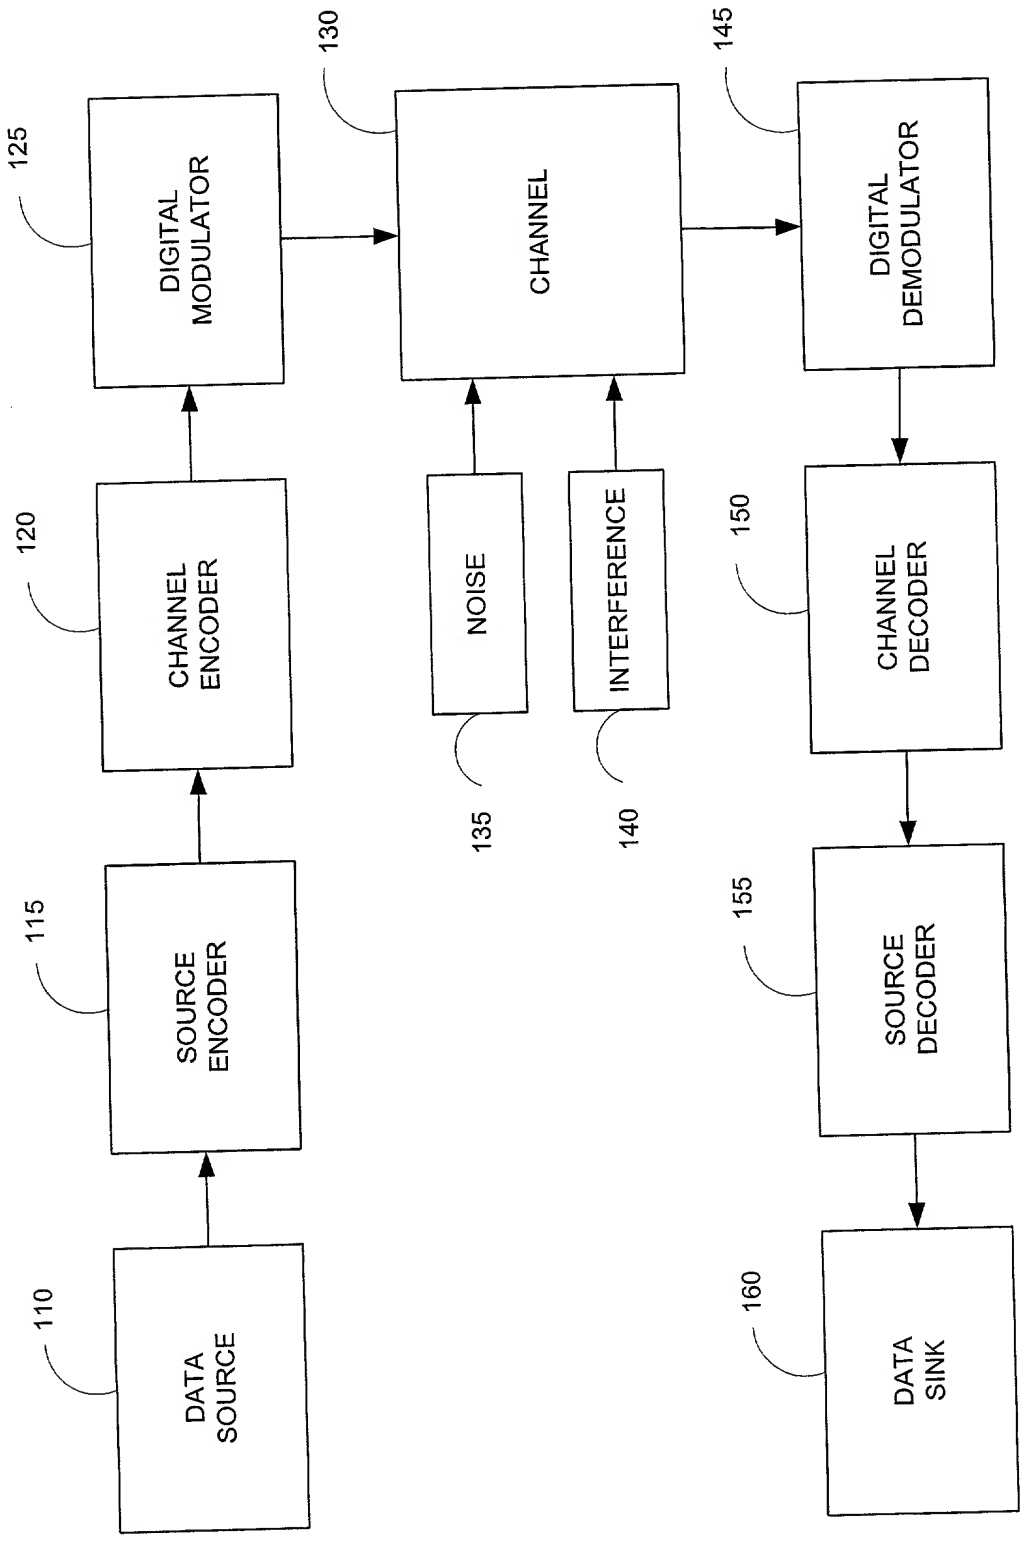 110
DATA
SOURCE
115
SOURCE
ENCODER
120
CHANNEL
ENCODER
125
DIGITAL
MODULATOR
130
CHANNEL
135
NOISE
140
INTERFERENCE
145
DIGITAL
DEMODULATOR
150
CHANNEL
DECODER
155
SOURCE
DECODER
160
DATA
SINK